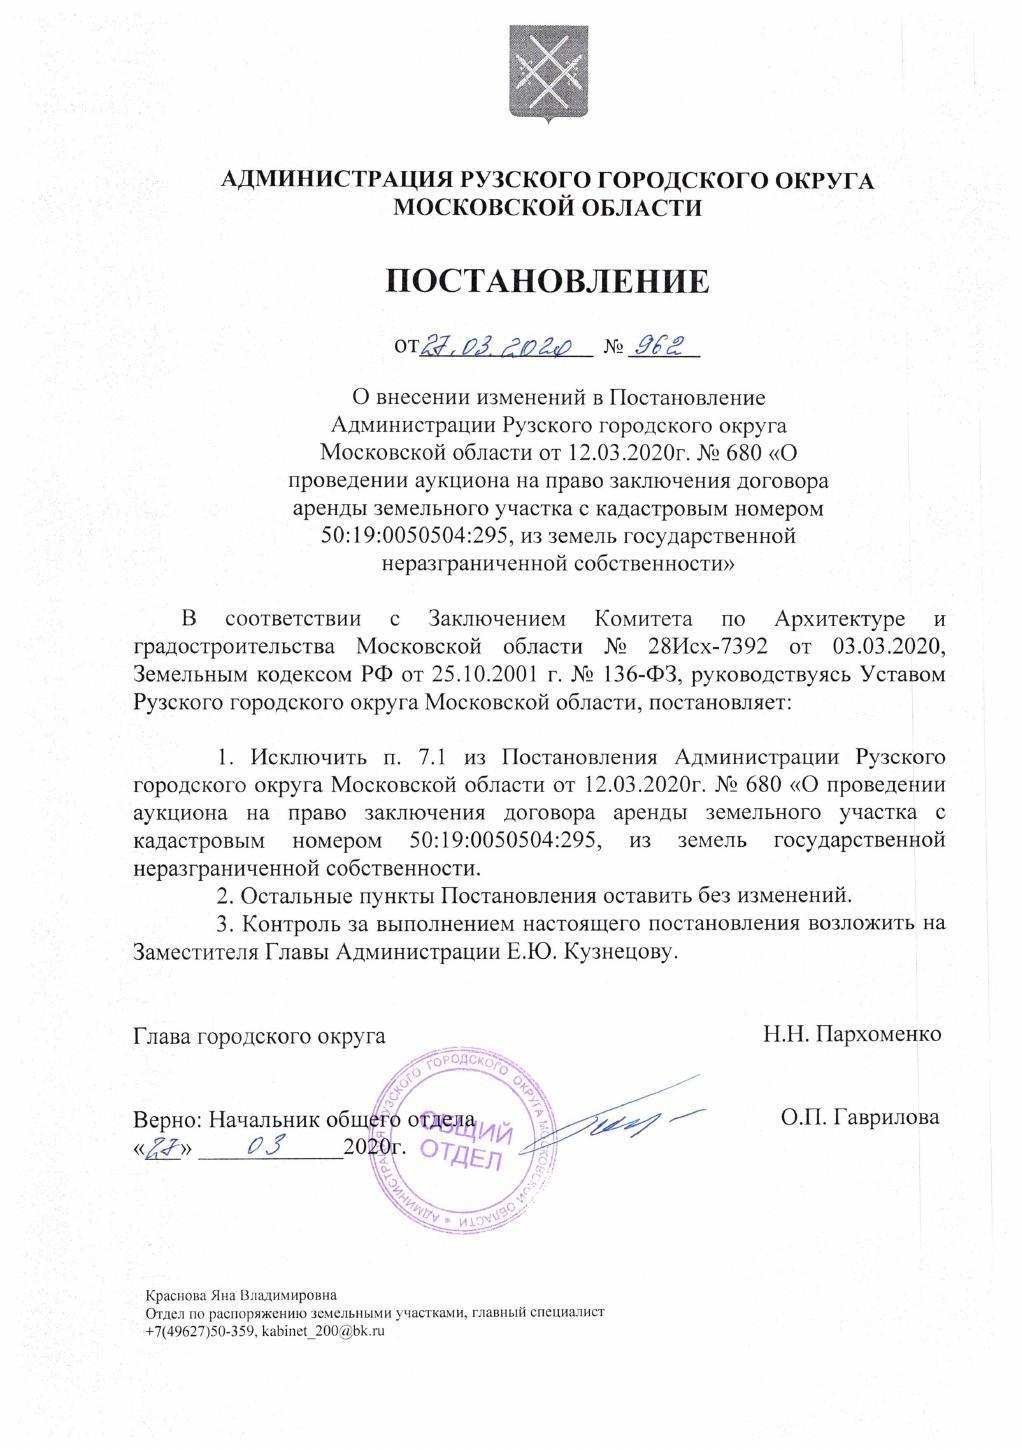 АДМИНИСТРАЦИЯ РУЗСКОГО ГОРОДСКОГО ОКРУГА
МОСКОВСКОЙ ОБЛАСТИ
ПОСТАНОВЛЕНИЕ
от 27.03.2020 № 962
О внесении изменений в Постановление
Администрации Рузского городского округа
Московской области от 12.03.2020г. № 680 «О
проведении аукциона на право заключения договора
аренды земельного участка с кадастровым номером
50:19:0050504:295, из земель государственной
неразграниченной собственности»
В соответствии с Заключением Комитета по Архитектуре и
градостроительства Московской области № 28Исх-7392 от 03.03.2020,
Земельным кодексом РФ от 25.10.2001 г. № 136-ФЗ, руководствуясь Уставом
Рузского городского округа Московской области, постановляет:
1. Исключить п. 7.1 из Постановления Администрации Рузского
городского округа Московской области от 12.03.2020г. № 680 «О проведении
аукциона на право заключения договора аренды земельного участка с
кадастровым номером 50:19:0050504:295, из земель государственной
неразграниченной собственности.
2. Остальные пункты Постановления оставить без изменений.
3. Контроль за выполнением настоящего постановления возложить на
Заместителя Главы Администрации Е.Ю. Кузнецову.
Глава городского округа Н.Н. Пархоменко
Верно: Начальник общего отдела О.П. Гаврилова
«27» 03 2020г.
АДМИНИСТРАЦИЯ РУЗСКОГО ГОРОДСКОГО ОКРУГА МОСКОВСКОЙ ОБЛАСТИ *
ОБЩИЙ
ОТДЕЛ
Краснова Яна Владимировна
Отдел по распоряжению земельными участками, главный специалист
+7(49627)50-359, kabinet_200@bk.ru